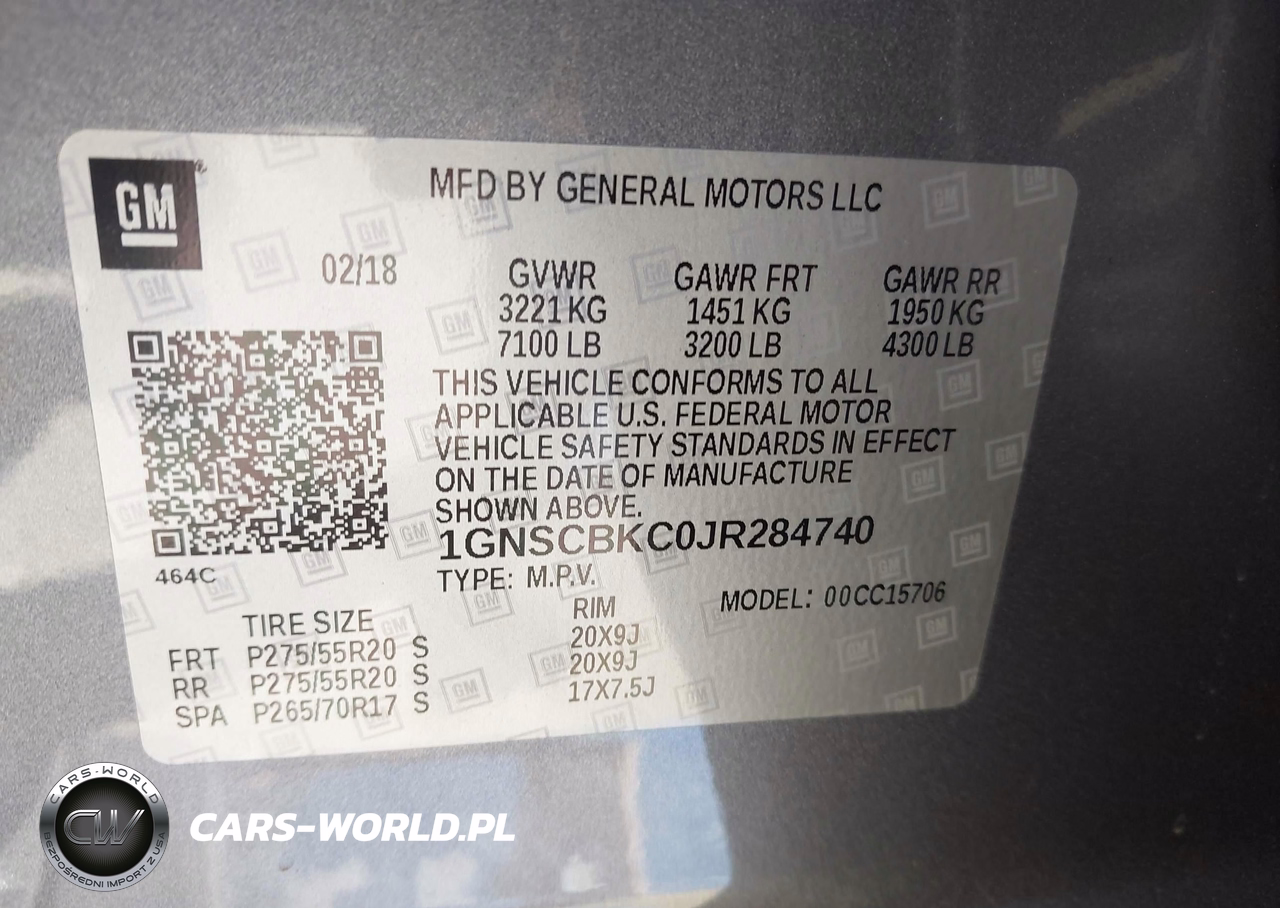 GM
MFD BY GENERAL MOTORS LLC
02/18
GVWR GAWR FRT GAWR RR
3221 KG 1451 KG 1950 KG
7100 LB 3200 LB 4300 LB
THIS VEHICLE CONFORMS TO ALL
APPLICABLE U.S. FEDERAL MOTOR
VEHICLE SAFETY STANDARDS IN EFFECT
ON THE DATE OF MANUFACTURE
SHOWN ABOVE.
1GNSCBKC0JR284740
TYPE: M.P.V.
MODEL: 00CC15706
464C
TIRE SIZE RIM
FRT P275/55R20 S 20X9J
RR P275/55R20 S 20X9J
SPA P265/70R17 S 17X7.5J
CARS-WORLD
CW
BEZPOŚREDNI IMPORT Z USA
CARS-WORLD.PL